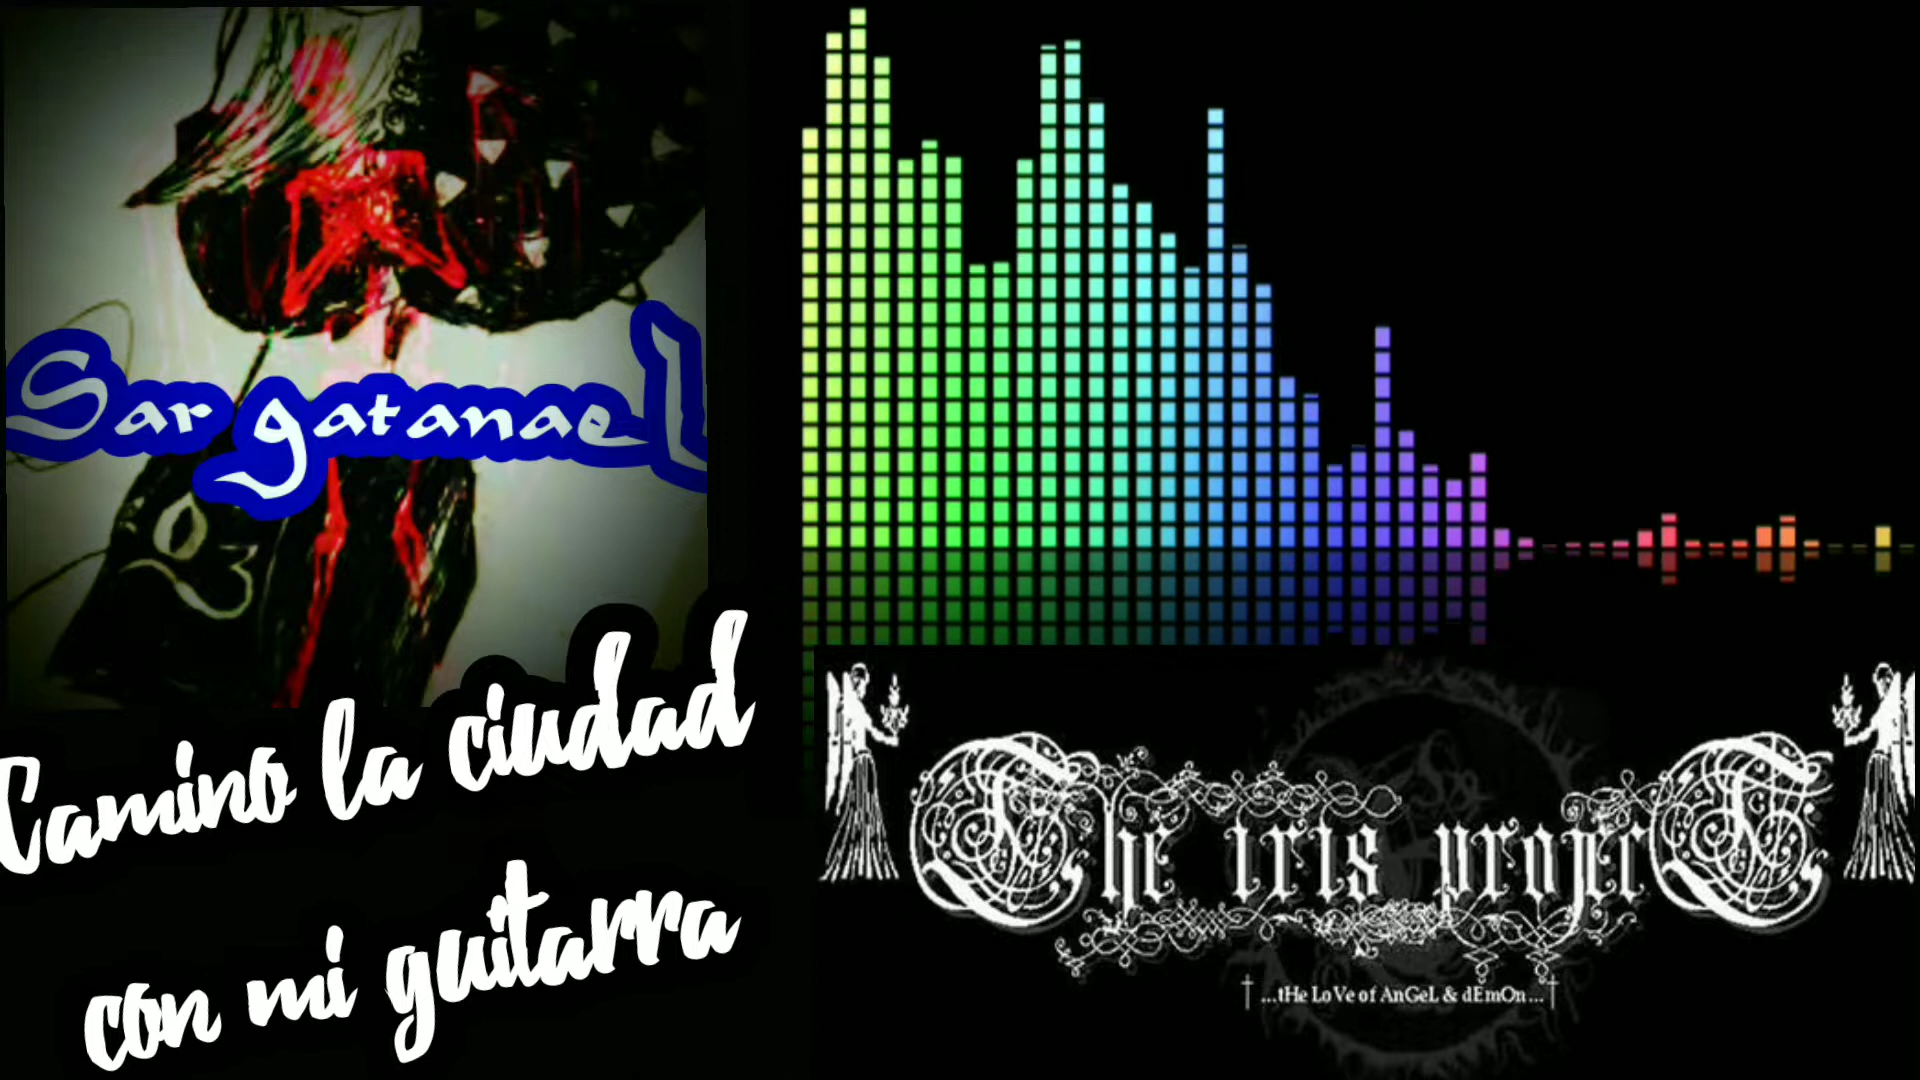 Sargatanael
Camino la ciudad
con mi guitarra
The iris projecT
...tHe LoVe of AnGeL & dEmOn...